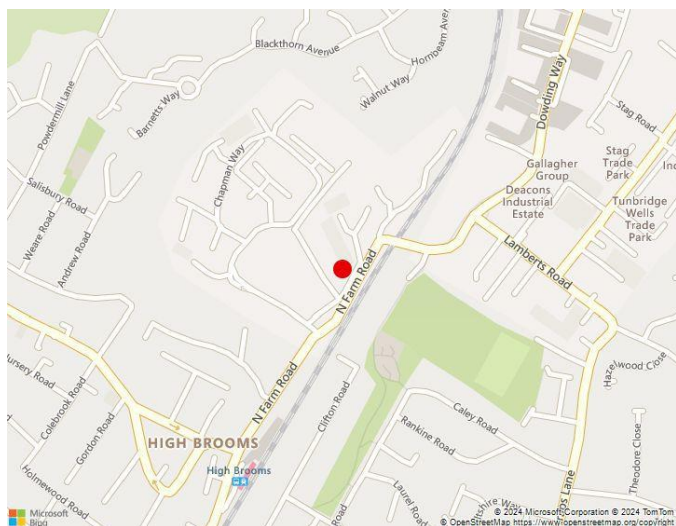 Blackthorn Avenue
Hornbeam Avenue
Walnut Way
Powdermill Lane
Barnetts Way
Dowding Way
Stag Road
Chapman Way
Gallagher
Group
Stag
Trade
Park
Salisbury Road
Deacons
Industrial
Estate
Tunbridge
Wells
Trade
Park
Weare Road
Andrew Road
Lamberts Road
N Farm Road
N Farm Road
Hazelwood Close
Colebrook Road
Gordon Road
Clifton Road
Caley Road
Rankine Road
HIGH BROOMS
High Brooms
Theodore Close
Holmewood Road
Laurel Road
Microsoft
Bing
© 2024 Microsoft Corporation © 2024 TomTom
© OpenStreetMap https://www.openstreetmap.org/copyright